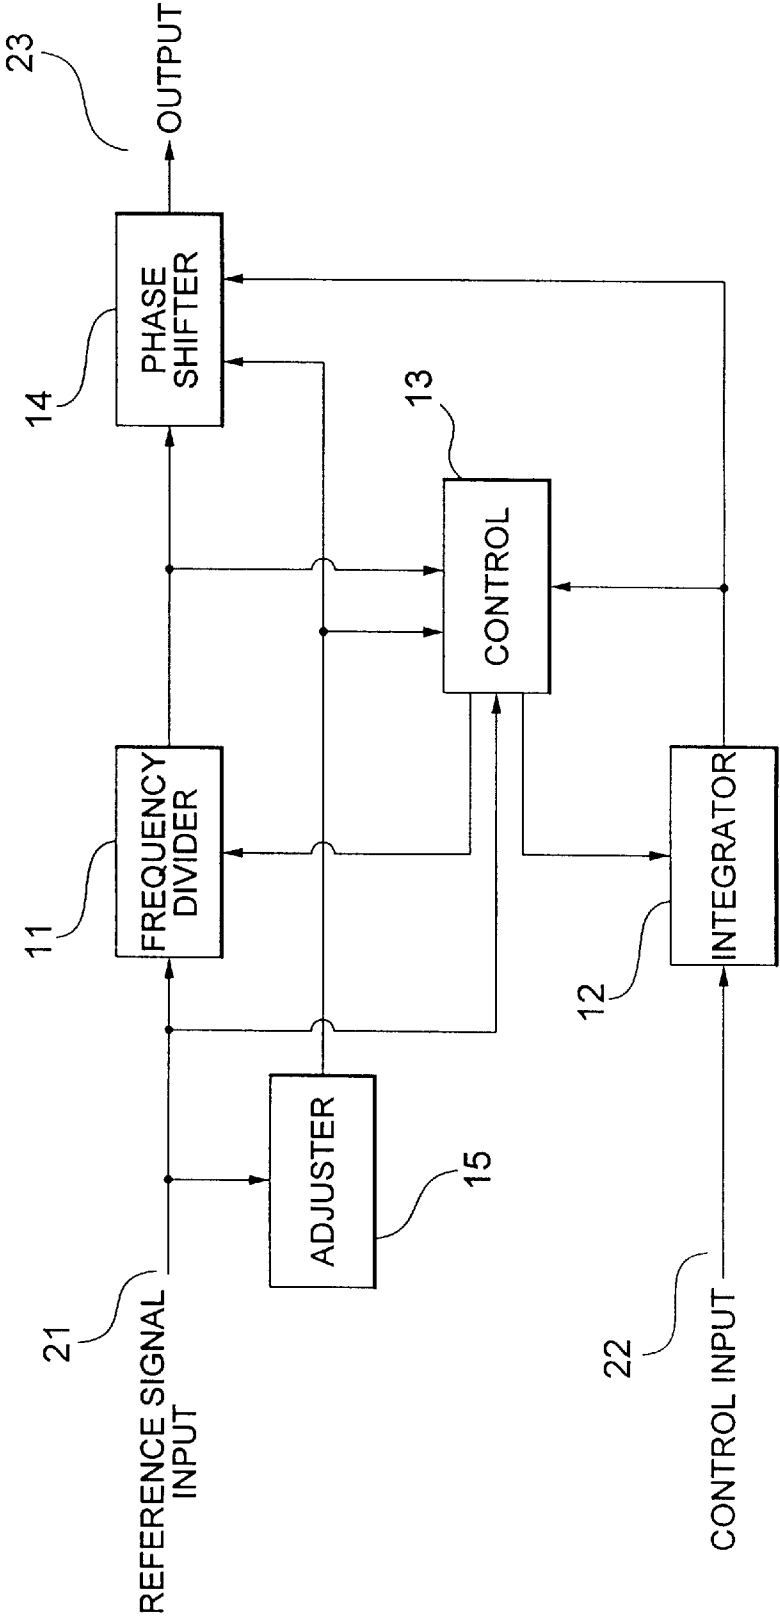 21
REFERENCE SIGNAL
INPUT
11
FREQUENCY
DIVIDER
14
PHASE
SHIFTER
23
OUTPUT
ADJUSTER
15
13
CONTROL
22
CONTROL INPUT
12
INTEGRATOR